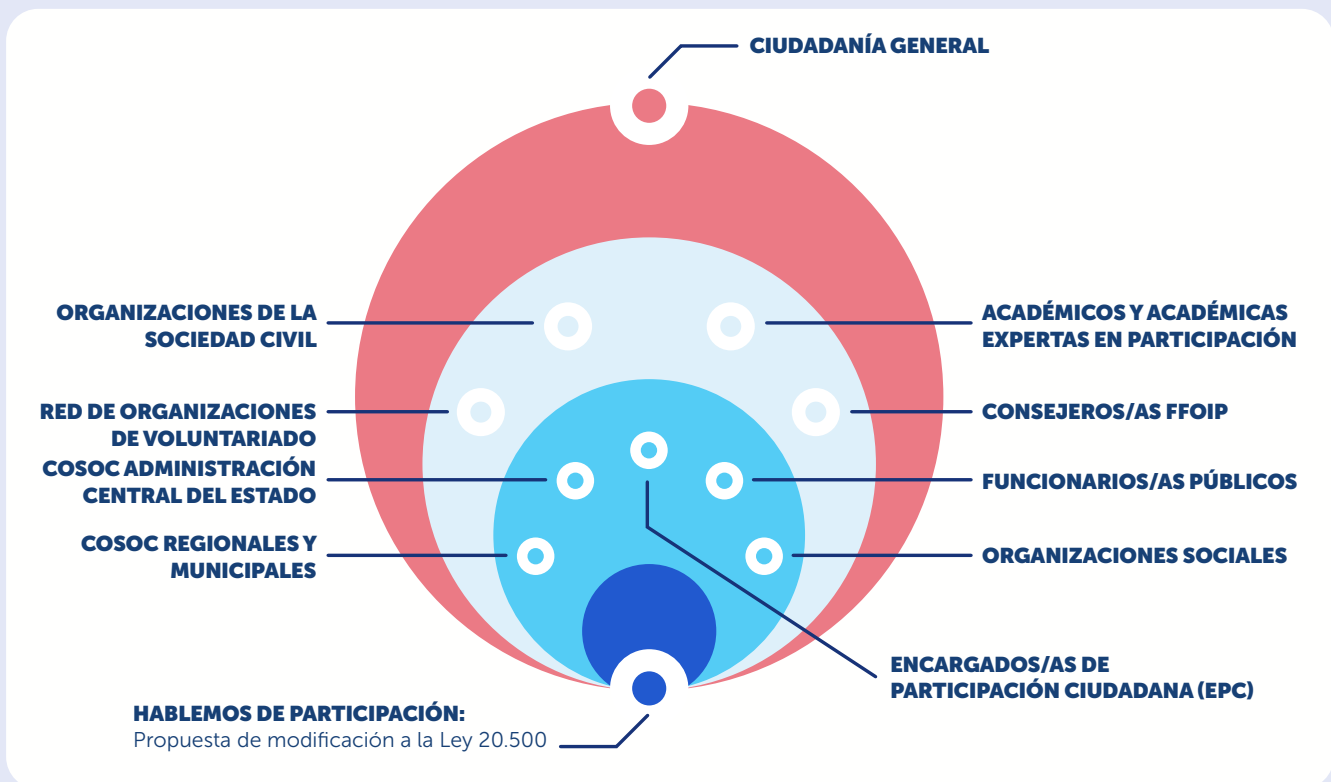 CIUDADANÍA GENERAL
ORGANIZACIONES DE LA
SOCIEDAD CIVIL
RED DE ORGANIZACIONES
DE VOLUNTARIADO
COSOC ADMINISTRACIÓN
CENTRAL DEL ESTADO
COSOC REGIONALES Y
MUNICIPALES
ACADÉMICOS Y ACADÉMICAS
EXPERTAS EN PARTICIPACIÓN
CONSEJEROS/AS FFOIP
FUNCIONARIOS/AS PÚBLICOS
ORGANIZACIONES SOCIALES
ENCARGADOS/AS DE
PARTICIPACIÓN CIUDADANA (EPC)
HABLEMOS DE PARTICIPACIÓN:
Propuesta de modificación a la Ley 20.500